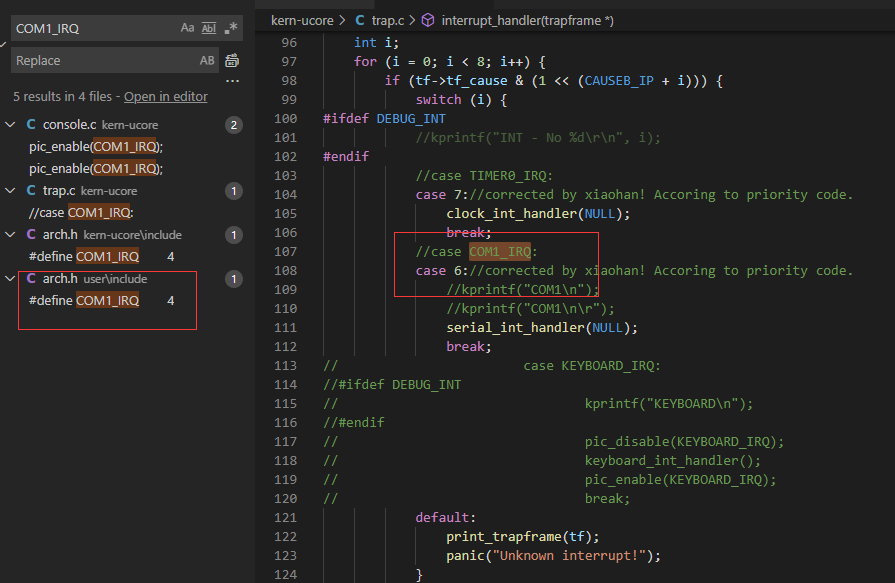 COM1_IRQ
Aa Abl .*
Replace
AB
...
5 results in 4 files - Open in editor
C console.c kern-ucore 2
pic_enable(COM1_IRQ);
pic_enable(COM1_IRQ);
C trap.c kern-ucore 1
//case COM1_IRQ:
C arch.h kern-ucore\include 1
#define COM1_IRQ 4
C arch.h user\include 1
#define COM1_IRQ 4
kern-ucore > C trap.c > interrupt_handler(trapframe *)
96 int i;
97 for (i = 0; i < 8; i++) {
98 if (tf->tf_cause & (1 << (CAUSEB_IP + i))) {
99 switch (i) {
100 #ifdef DEBUG_INT
101 //kprintf("INT - No %d\r\n", i);
102 #endif
103 //case TIMER0_IRQ:
104 case 7://corrected by xiaohan! Accoring to priority code.
105 clock_int_handler(NULL);
106 break;
107 //case COM1_IRQ:
108 case 6://corrected by xiaohan! Accoring to priority code.
109 //kprintf("COM1\n");
110 //kprintf("COM1\n\r");
111 serial_int_handler(NULL);
112 break;
113 // case KEYBOARD_IRQ:
114 //#ifdef DEBUG_INT
115 // kprintf("KEYBOARD\n");
116 //#endif
117 // pic_disable(KEYBOARD_IRQ);
118 // keyboard_int_handler();
119 // pic_enable(KEYBOARD_IRQ);
120 // break;
121 default:
122 print_trapframe(tf);
123 panic("Unknown interrupt!");
124 }